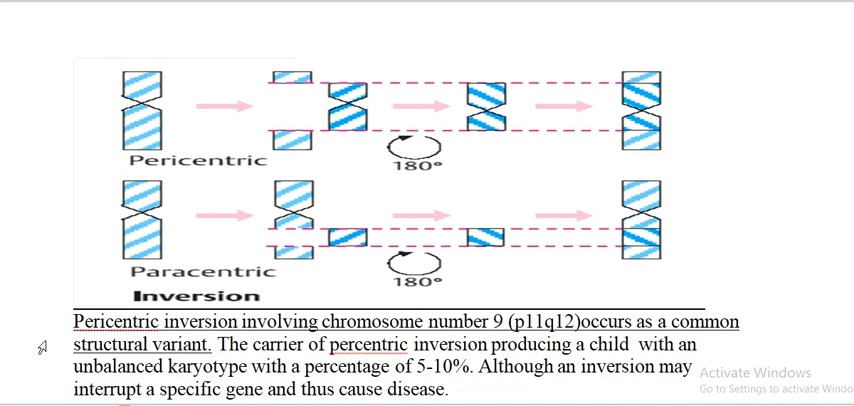 Pericentric
180°
Paracentric
180°
Inversion
Pericentric inversion involving chromosome number 9 (p11q12)occurs as a common
structural variant. The carrier of percentric inversion producing a child with an
unbalanced karyotype with a percentage of 5-10%. Although an inversion may
interrupt a specific gene and thus cause disease.
Activate Windows
Go to Settings to activate Windo